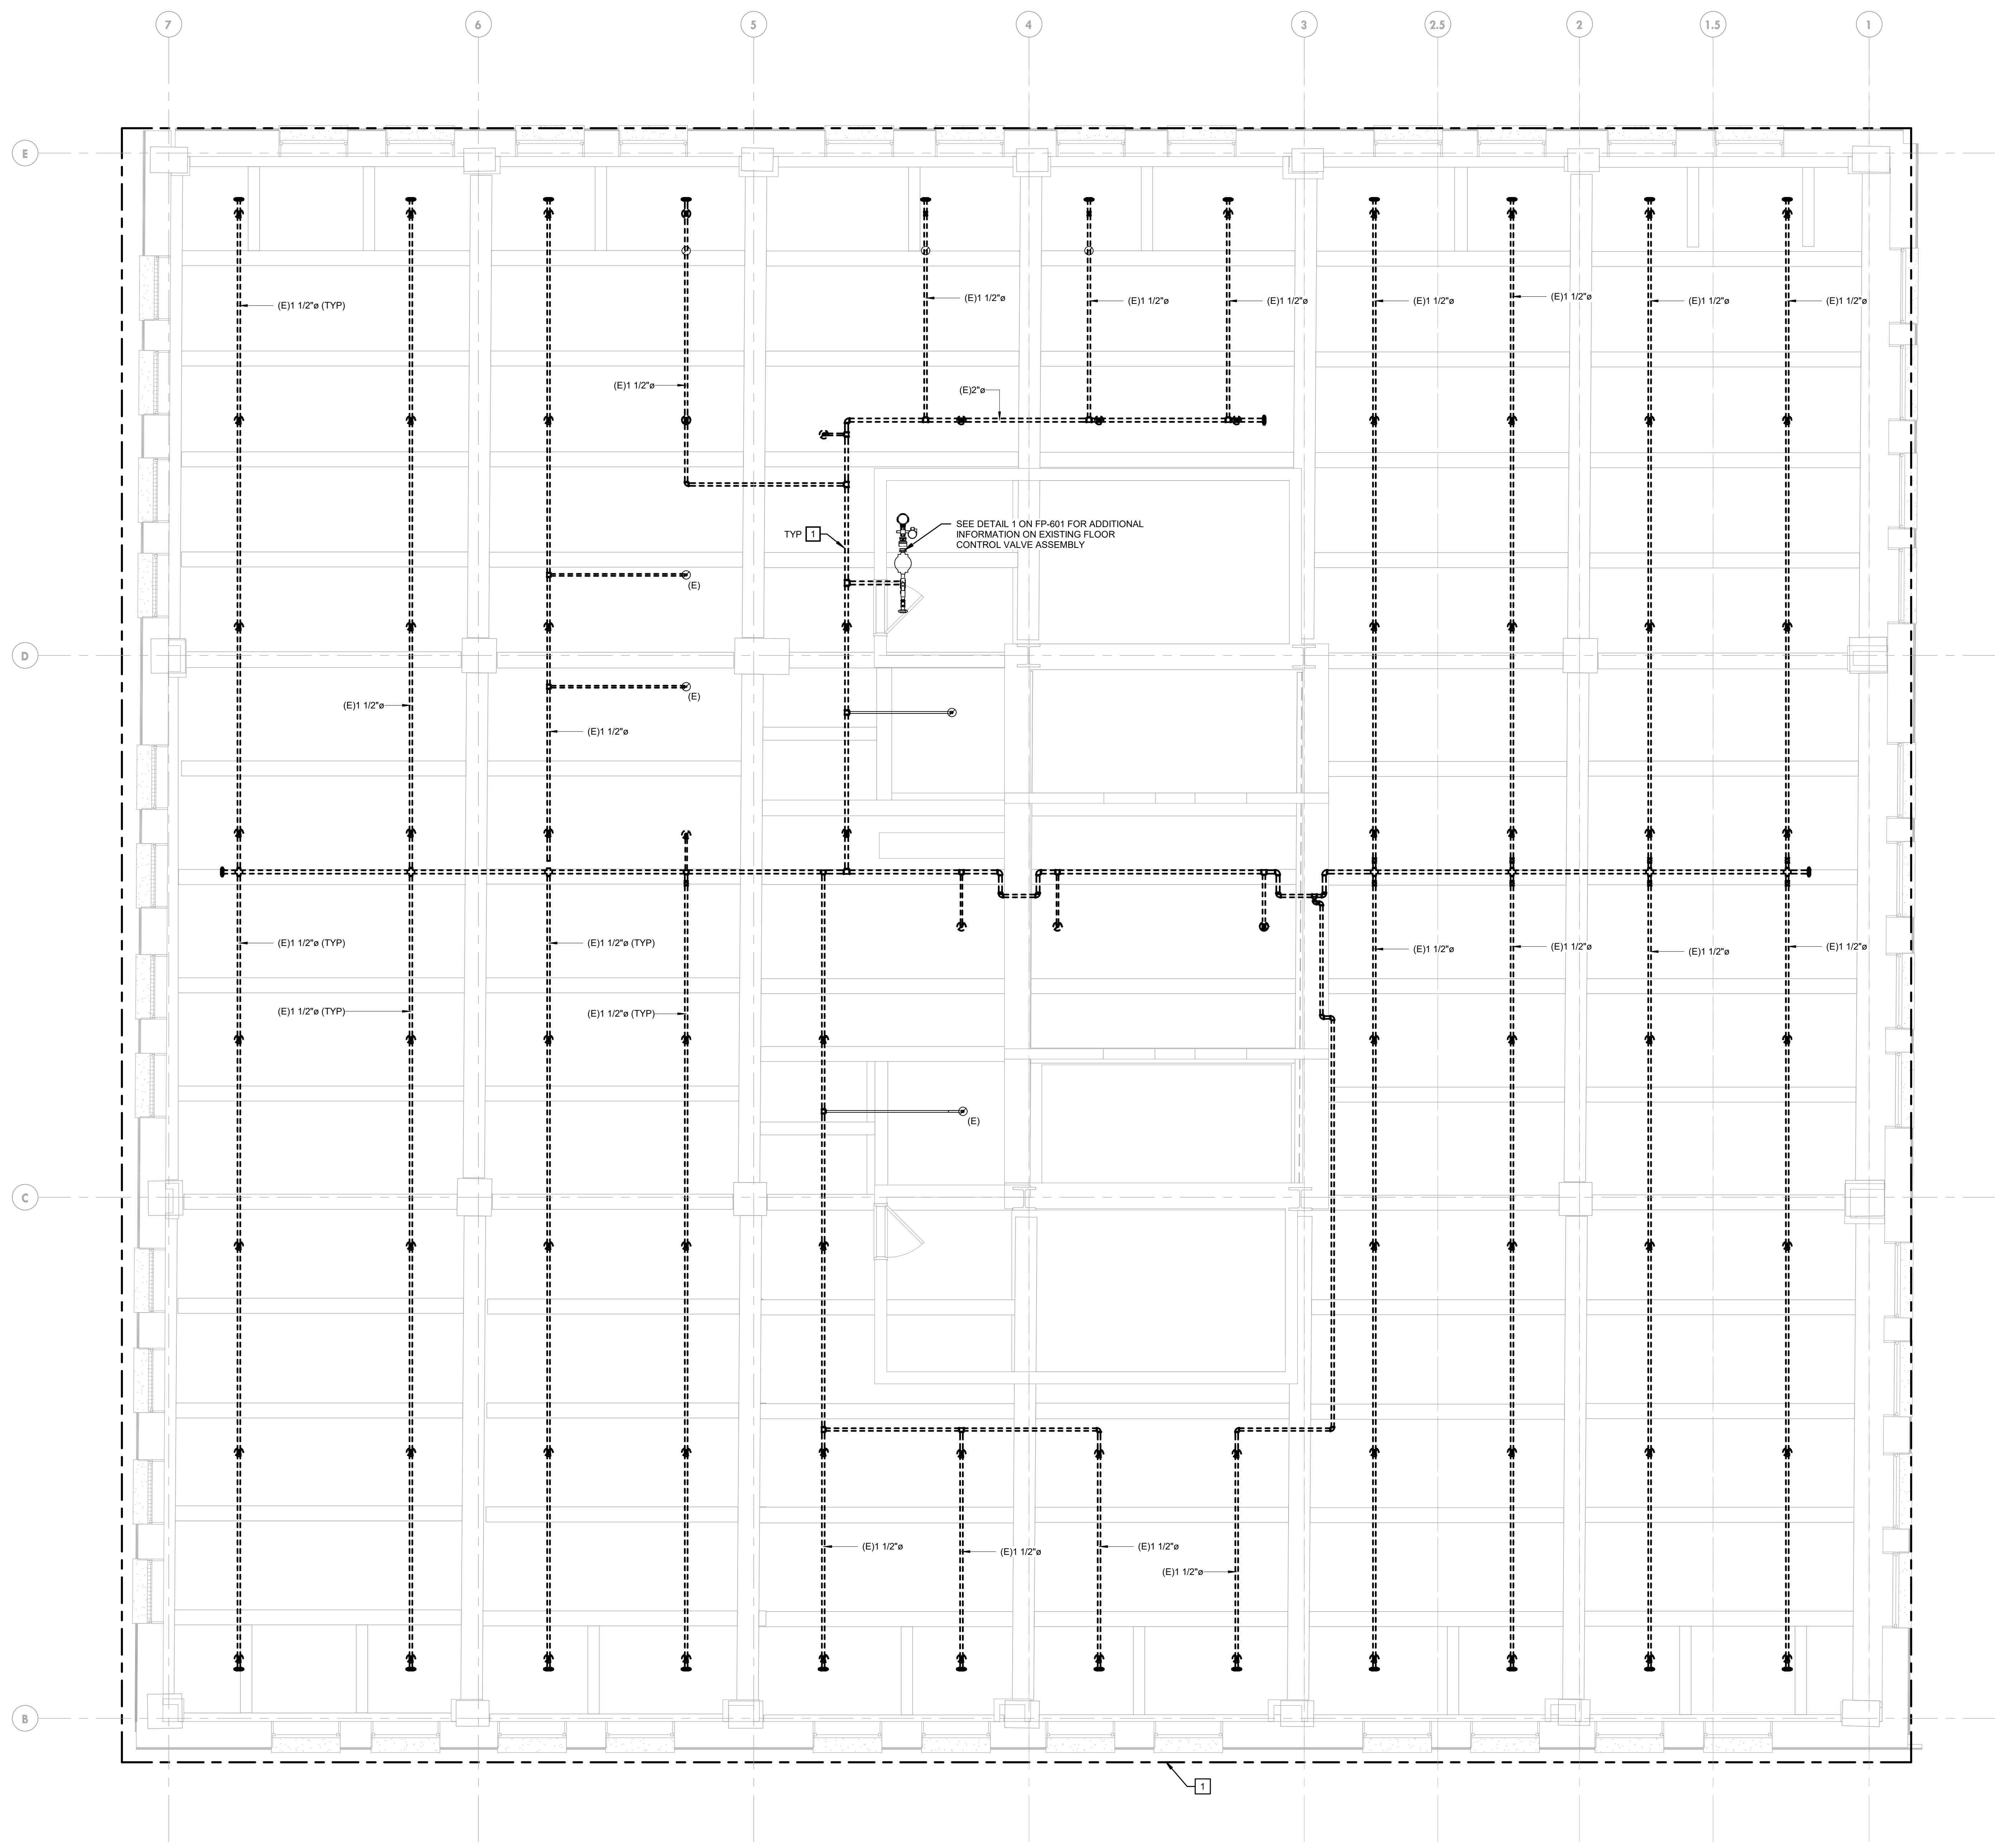 7
6
5
4
3
2.5
2
1.5
1
E
(E)1 1/2"ø (TYP)
(E)1 1/2"ø
(E)1 1/2"ø
(E)1 1/2"ø
(E)1 1/2"ø
(E)1 1/2"ø
(E)1 1/2"ø
(E)1 1/2"ø
(E)1 1/2"ø
(E)1 1/2"ø
(E)2"ø
TYP 1
SEE DETAIL 1 ON FP-601 FOR ADDITIONAL
INFORMATION ON EXISTING FLOOR
CONTROL VALVE ASSEMBLY
(E)
D
(E)
(E)1 1/2"ø
(E)1 1/2"ø
(E)1 1/2"ø (TYP)
(E)1 1/2"ø (TYP)
(E)1 1/2"ø
(E)1 1/2"ø
(E)1 1/2"ø
(E)1 1/2"ø
(E)1 1/2"ø (TYP)
(E)1 1/2"ø (TYP)
(E)
C
(E)1 1/2"ø
(E)1 1/2"ø
(E)1 1/2"ø
(E)1 1/2"ø
B
1